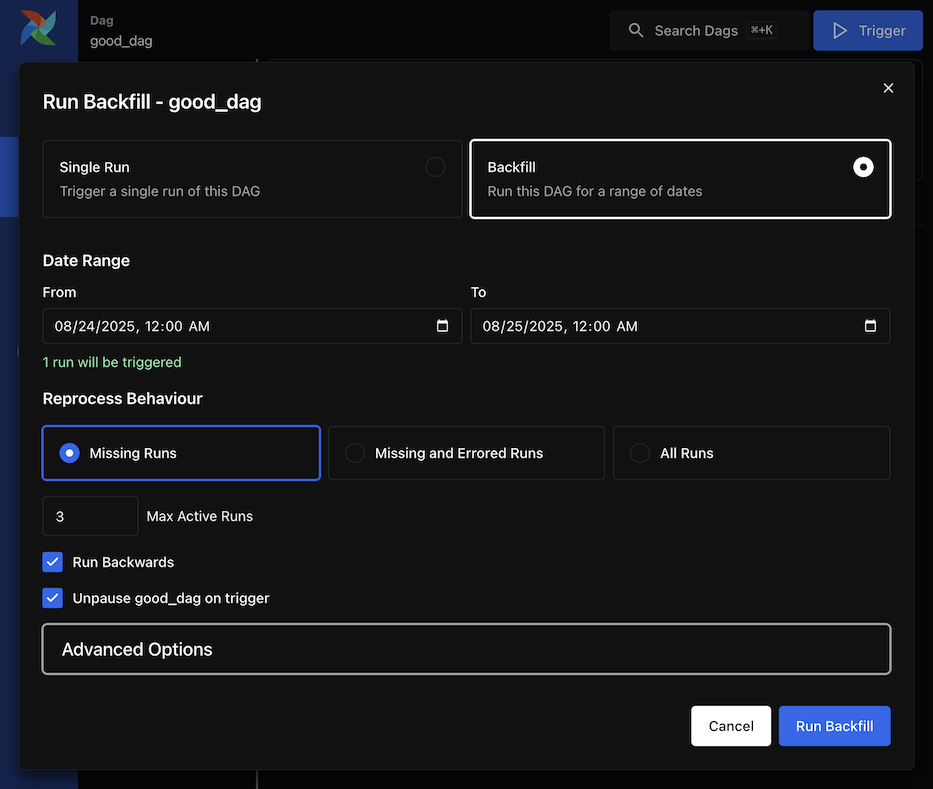 Dag
good_dag
Search Dags ⌘+K
Trigger
Run Backfill - good_dag
Single Run
Trigger a single run of this DAG
Backfill
Run this DAG for a range of dates
Date Range
From
To
08/24/2025, 12:00 AM
08/25/2025, 12:00 AM
1 run will be triggered
Reprocess Behaviour
Missing Runs
Missing and Errored Runs
All Runs
3 Max Active Runs
Run Backwards
Unpause good_dag on trigger
Advanced Options
Cancel
Run Backfill